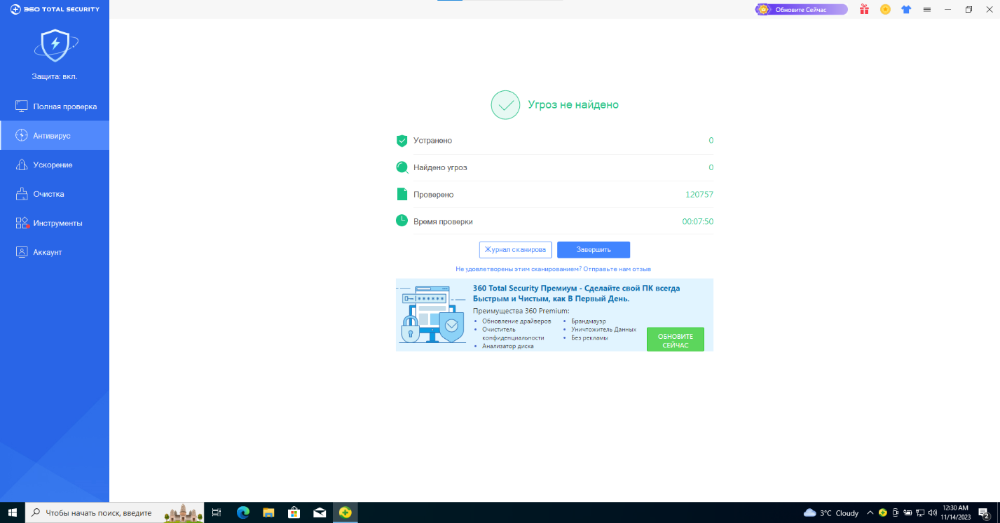 360 TOTAL SECURITY
Обновите Сейчас
Защита: вкл.
Полная проверка
Антивирус
Ускорение
Очистка
Инструменты
Аккаунт
Угроз не найдено
Устранено 0
Найдено угроз 0
Проверено 120757
Время проверки 00:07:50
Журнал сканирова Завершить
Не удовлетворены этим сканированием? Отправьте нам отзыв
360 Total Security Премиум - Сделайте свой ПК всегда
Быстрым и Чистым, как В Первый День.
Преимущества 360 Premium:
• Обновление драйверов
• Очиститель
конфиденциальности
• Анализатор диска
• Брандмауэр
• Уничтожитель Данных
• Без рекламы
ОБНОВИТЕ
СЕЙЧАС
Чтобы начать поиск, введите
3°C Cloudy
12:30 AM
11/14/2023
2